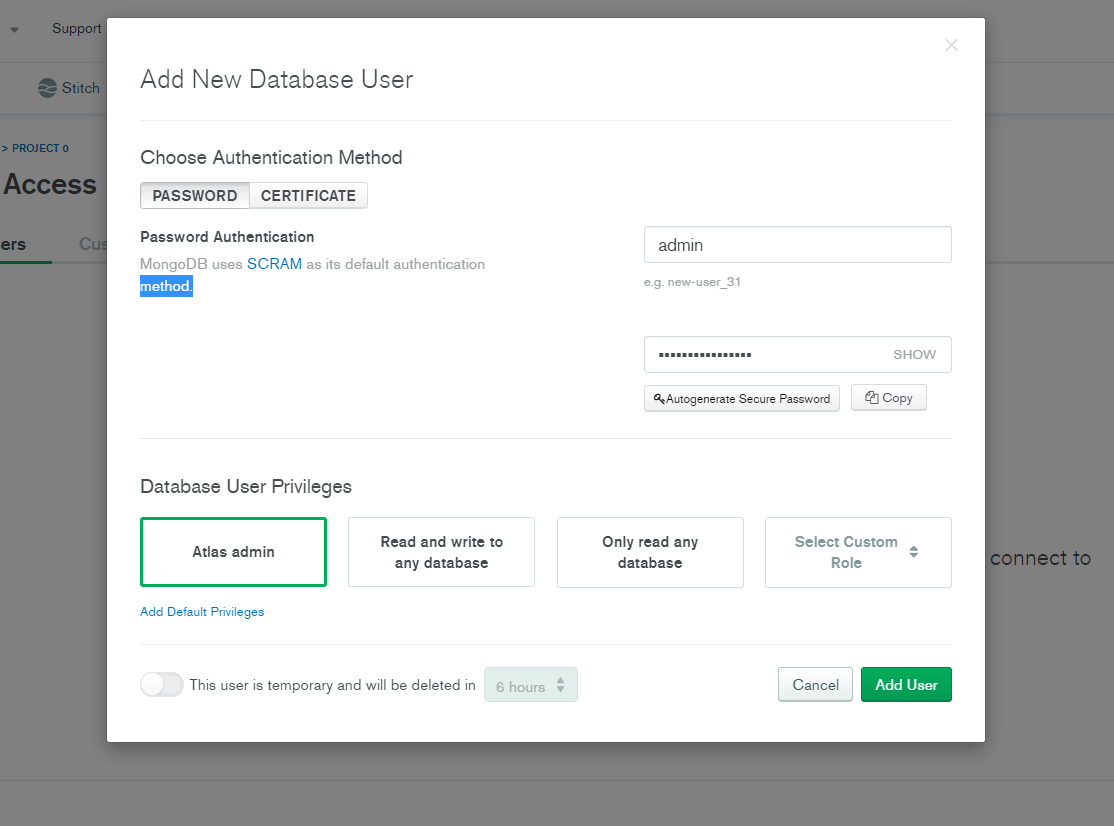 Support
Stitch
> PROJECT 0
Access
ers
Cus
Add New Database User
Choose Authentication Method
PASSWORD CERTIFICATE
Password Authentication
MongoDB uses SCRAM as its default authentication
method.
admin
e.g. new-user_31
•••••••••••••••• SHOW
Autogenerate Secure Password Copy
Database User Privileges
Atlas admin
Read and write to
any database
Only read any
database
Select Custom
Role
Add Default Privileges
connect to
This user is temporary and will be deleted in 6 hours
Cancel Add User